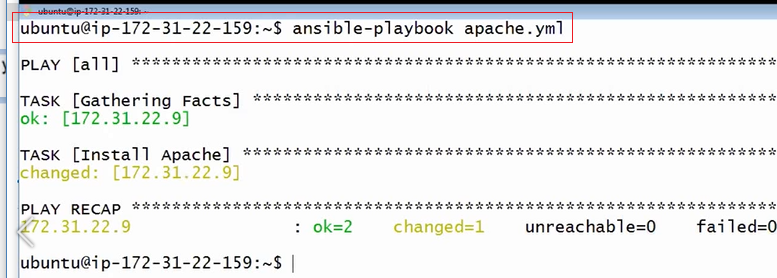 ubuntu@ip-172-31-22-159: ~
ubuntu@ip-172-31-22-159:~$ ansible-playbook apache.yml
PLAY [all] *******************************************************
TASK [Gathering Facts] *******************************************
ok: [172.31.22.9]
TASK [Install Apache] ********************************************
changed: [172.31.22.9]
PLAY RECAP *******************************************************
172.31.22.9 : ok=2 changed=1 unreachable=0 failed=0
ubuntu@ip-172-31-22-159:~$